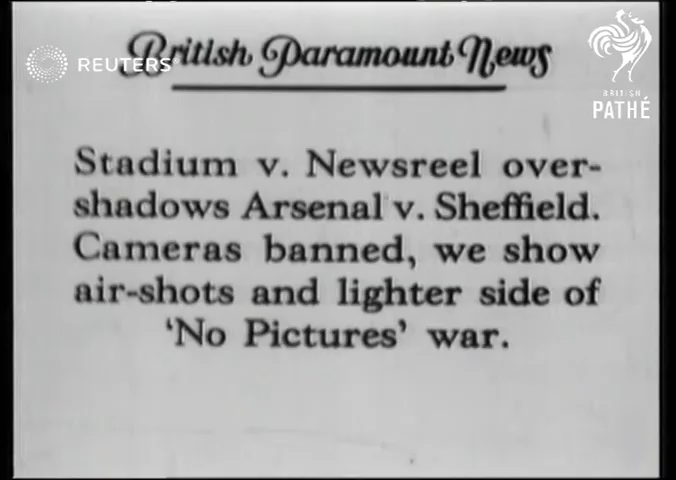 British Paramount News
REUTERS
BRITISH
PATHÉ
Stadium v. Newsreel over-
shadows Arsenal v. Sheffield.
Cameras banned, we show
air-shots and lighter side of
'No Pictures' war.